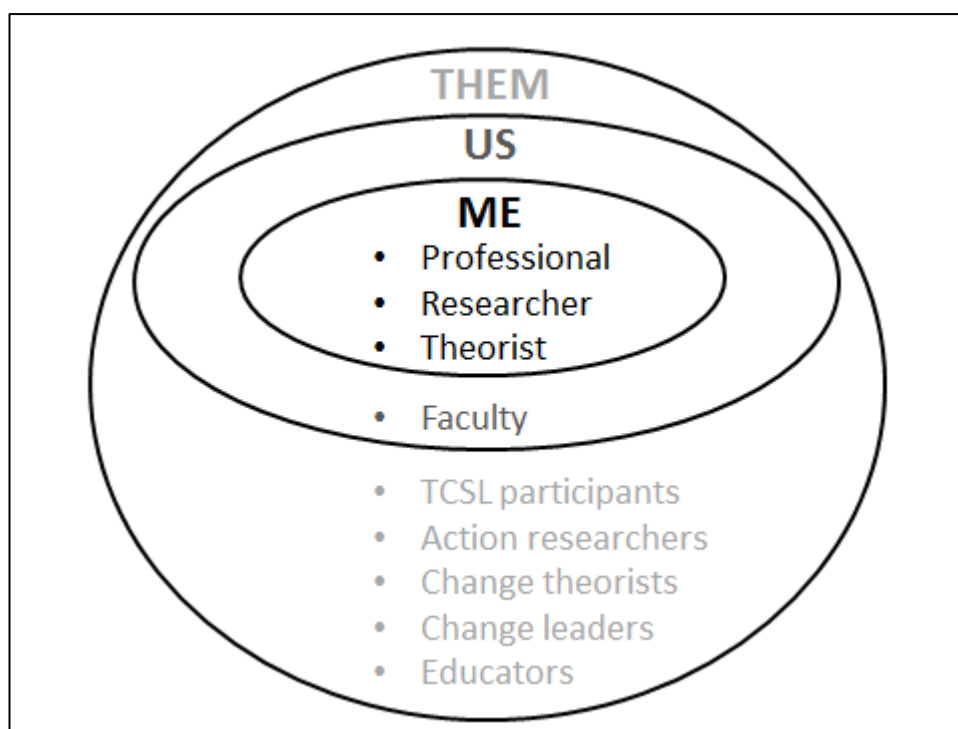 THEM
US
ME
• Professional
• Researcher
• Theorist
• Faculty
• TCSL participants
• Action researchers
• Change theorists
• Change leaders
• Educators